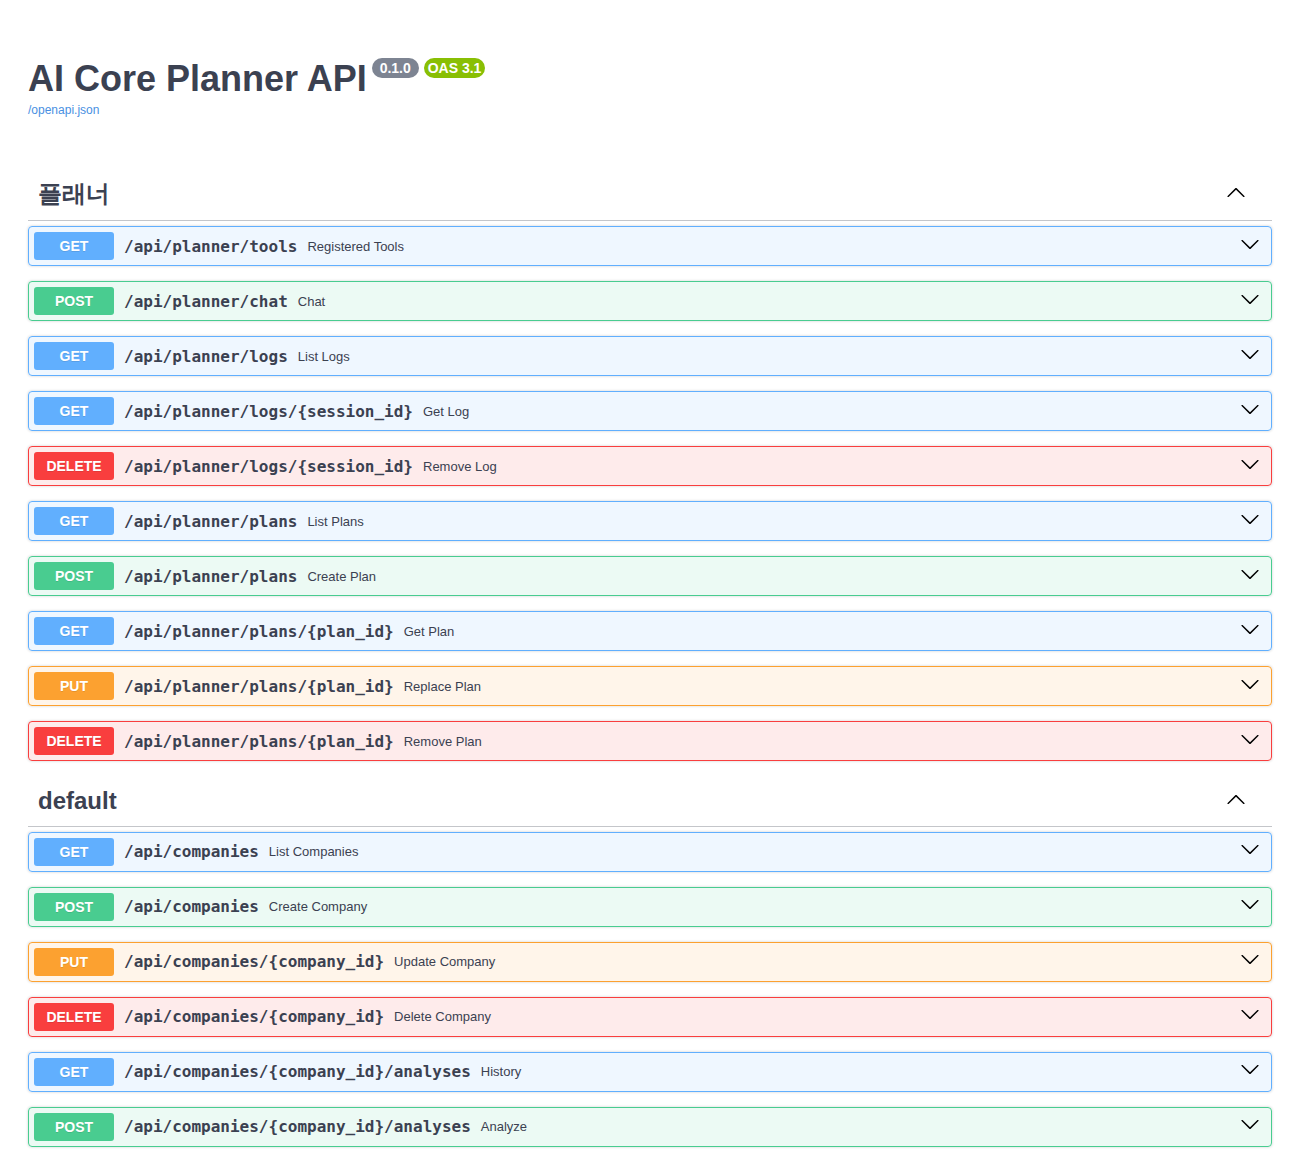 AI Core Planner API 0.1.0 OAS 3.1
/openapi.json
플래너
GET /api/planner/tools Registered Tools
POST /api/planner/chat Chat
GET /api/planner/logs List Logs
GET /api/planner/logs/{session_id} Get Log
DELETE /api/planner/logs/{session_id} Remove Log
GET /api/planner/plans List Plans
POST /api/planner/plans Create Plan
GET /api/planner/plans/{plan_id} Get Plan
PUT /api/planner/plans/{plan_id} Replace Plan
DELETE /api/planner/plans/{plan_id} Remove Plan
default
GET /api/companies List Companies
POST /api/companies Create Company
PUT /api/companies/{company_id} Update Company
DELETE /api/companies/{company_id} Delete Company
GET /api/companies/{company_id}/analyses History
POST /api/companies/{company_id}/analyses Analyze